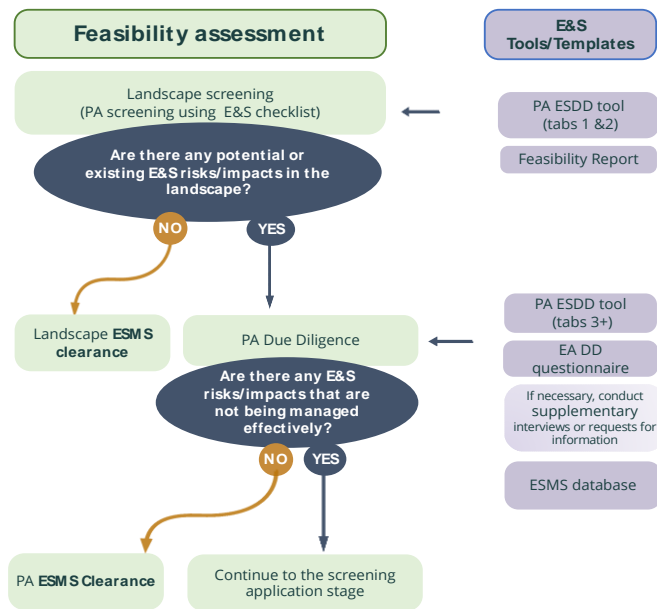 Feasibility assessment
E&S
Tools/Templates
Landscape screening
(PA screening using E&S checklist)
PA ESDD tool
(tabs 1 &2)
Feasibility Report
Are there any potential or
existing E&S risks/impacts in the
landscape?
NO
YES
Landscape ESMS
clearance
PA Due Diligence
PA ESDD tool
(tabs 3+)
EA DD
questionnaire
If necessary, conduct
supplementary
interviews or requests for
information
ESMS database
Are there any E&S
risks/impacts that are
not being managed
effectively?
NO
YES
PA ESMS Clearance
Continue to the screening
application stage